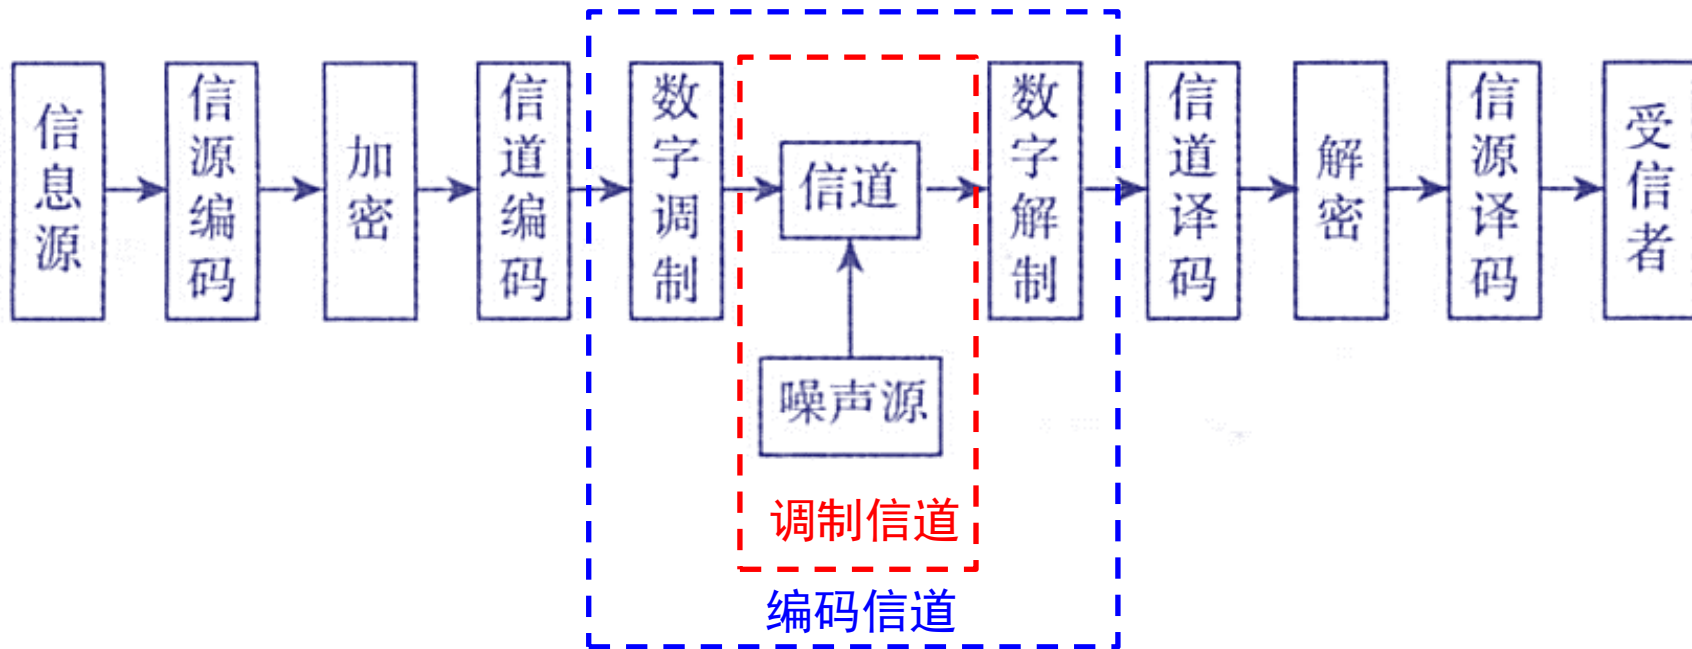 信息源
信源编码
加密
信道编码
数字调制
信道
数字解制
信道译码
解密
信源译码
受信者
噪声源
调制信道
编码信道